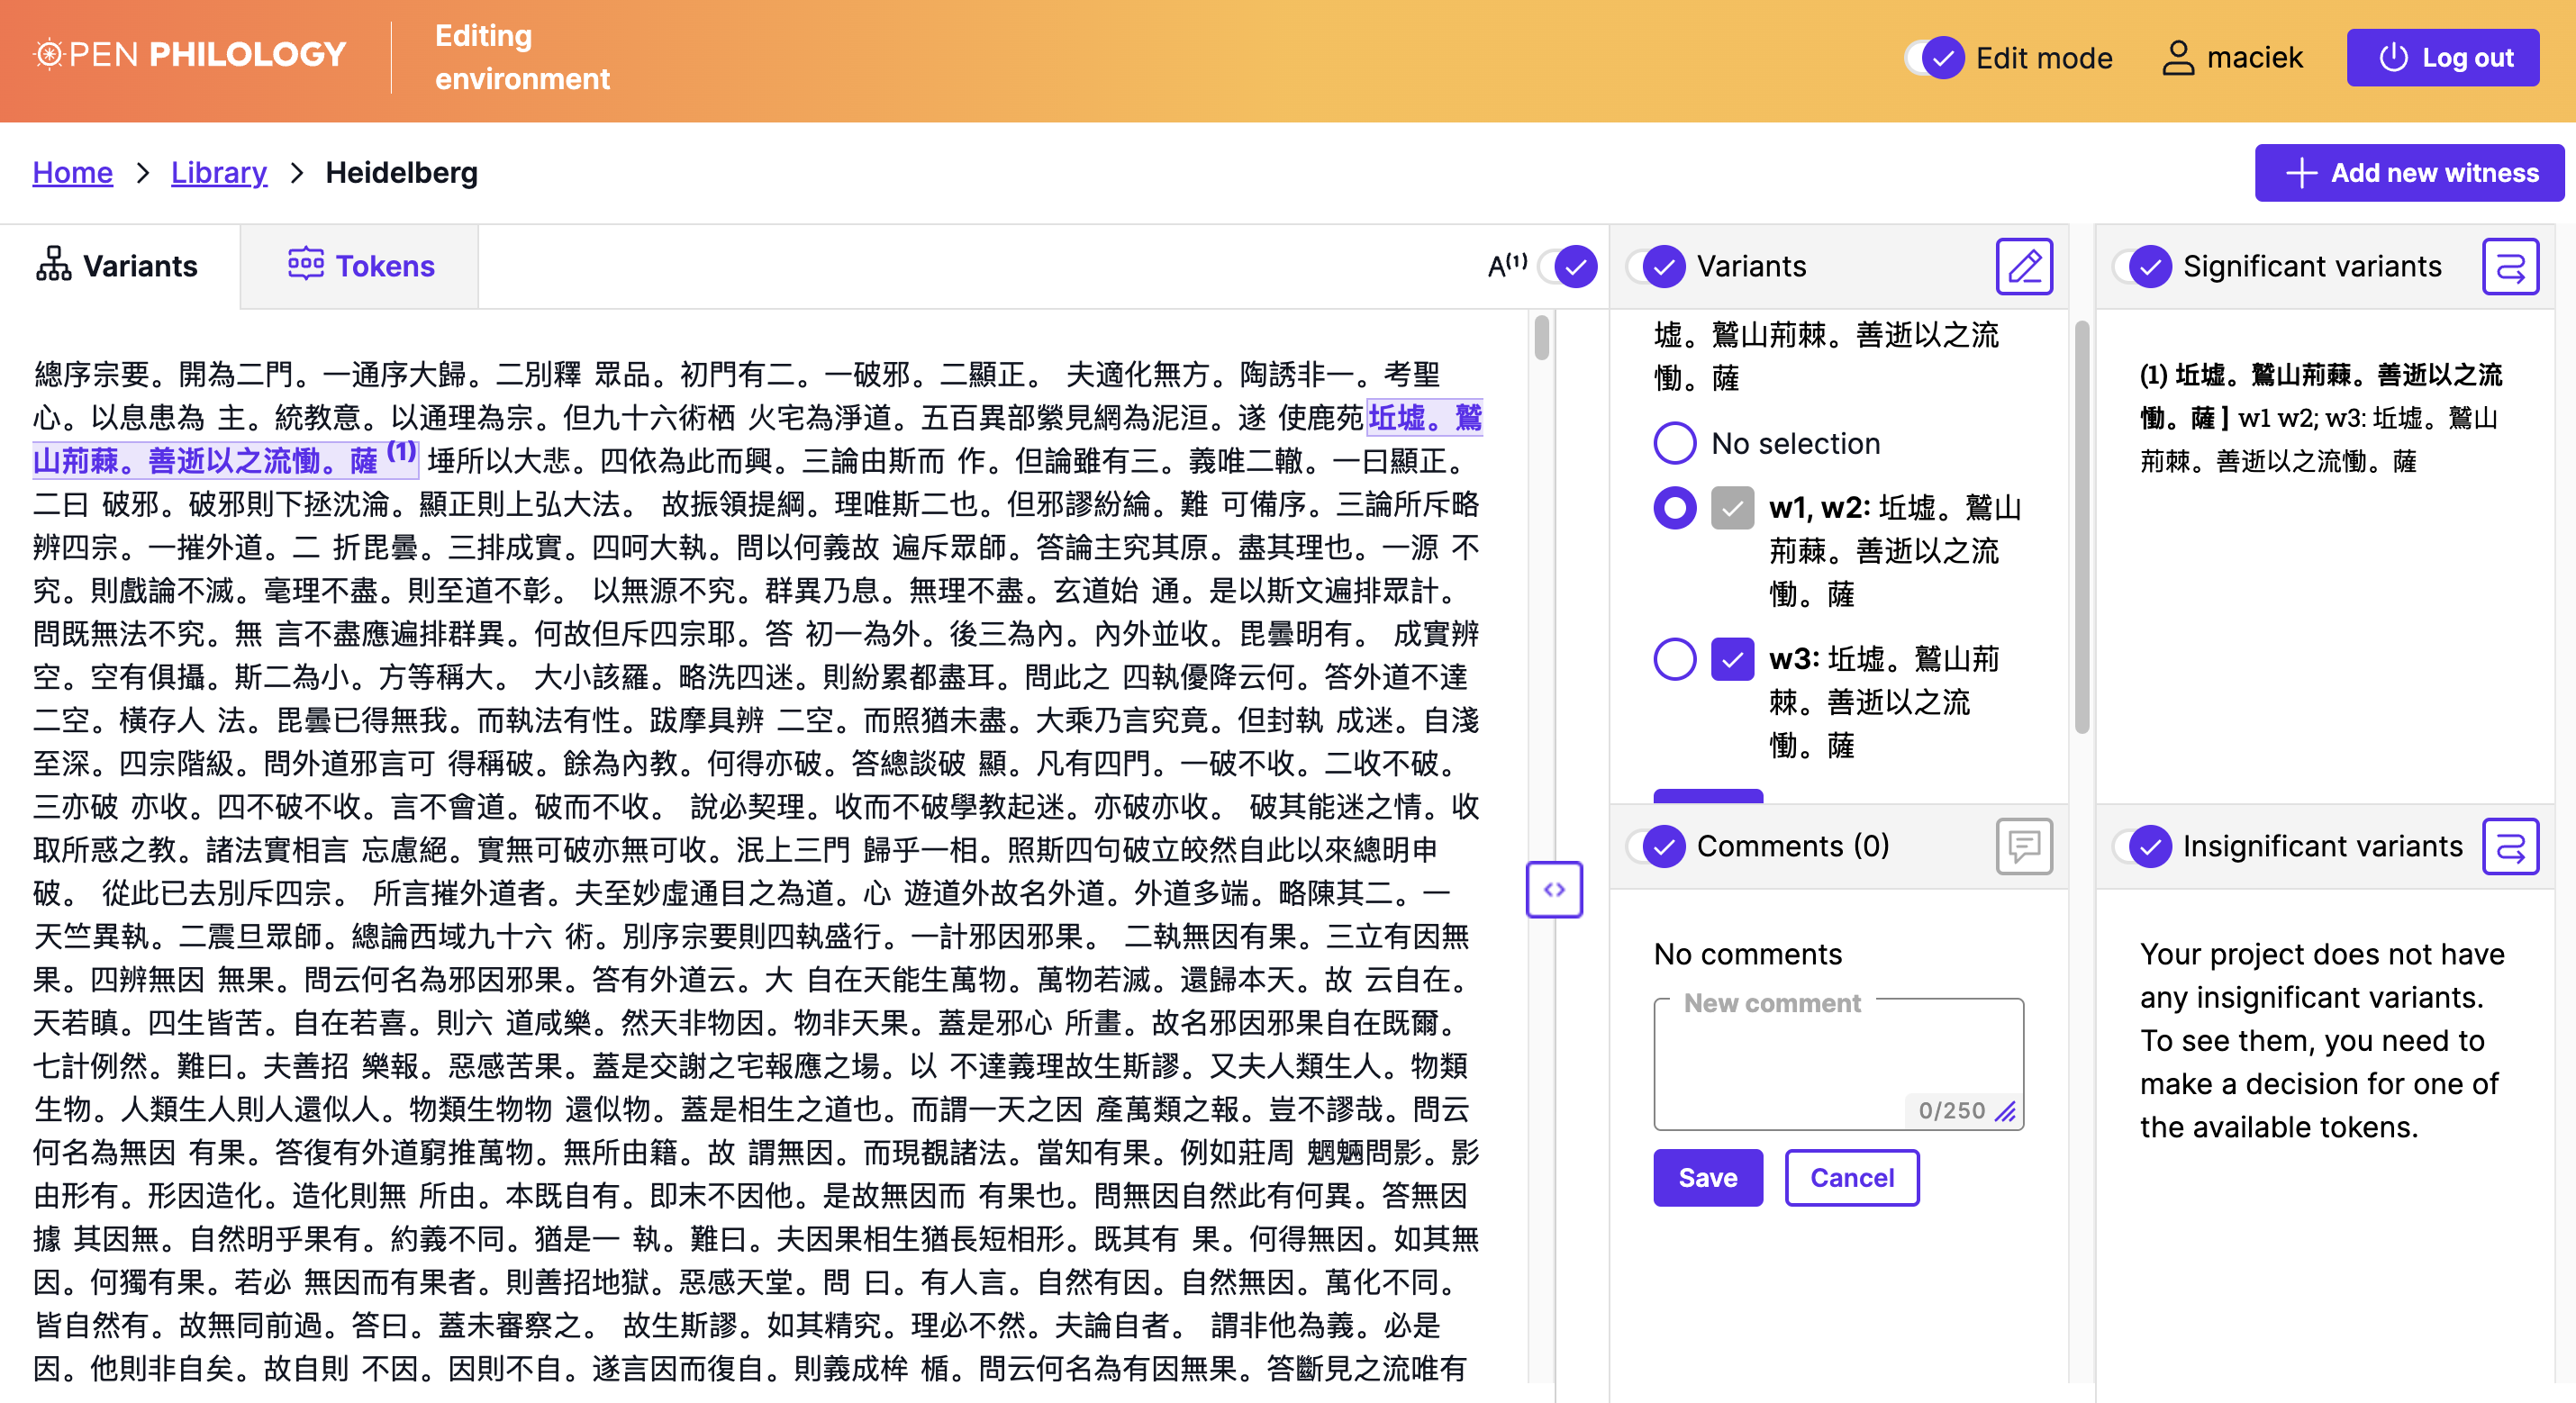 OPEN PHILOLOGY
Editing
environment
Edit mode
maciek
Log out
Home > Library > Heidelberg
Add new witness
Variants
Tokens
A(1)
總序宗要。開為二門。一通序大歸。二別釋 眾品。初門有二。一破邪。二顯正。 夫適化無方。陶誘非一。考聖
心。以息患為 主。統教意。以通理為宗。但九十六術栖 火宅為淨道。五百異部縈見網為泥洹。遂 使鹿苑坵墟。鷲
山荊蕀。善逝以之流慟。薩 (1) 埵所以大悲。四依為此而興。三論由斯而 作。但論雖有三。義唯二轍。一曰顯正。
二曰 破邪。破邪則下拯沈淪。顯正則上弘大法。 故振領提綱。理唯斯二也。但邪謬紛綸。難 可備序。三論所斥略
辨四宗。一摧外道。二 折毘曇。三排成實。四呵大執。問以何義故 遍斥眾師。答論主究其原。盡其理也。一源 不
究。則戲論不滅。毫理不盡。則至道不彰。 以無源不究。群異乃息。無理不盡。玄道始 通。是以斯文遍排眾計。
問既無法不究。無 言不盡應遍排群異。何故但斥四宗耶。答 初一為外。後三為內。內外並收。毘曇明有。 成實辨
空。空有俱攝。斯二為小。方等稱大。 大小該羅。略洗四迷。則紛累都盡耳。問此之 四執優降云何。答外道不達
二空。橫存人 法。毘曇已得無我。而執法有性。跋摩具辨 二空。而照猶未盡。大乘乃言究竟。但封執 成迷。自淺
至深。四宗階級。問外道邪言可 得稱破。餘為內教。何得亦破。答總談破 顯。凡有四門。一破不收。二收不破。
三亦破 亦收。四不破不收。言不會道。破而不收。 說必契理。收而不破學教起迷。亦破亦收。 破其能迷之情。收
取所惑之教。諸法實相言 忘慮絕。實無可破亦無可收。泯上三門 歸乎一相。照斯四句破立皎然自此以來總明申
破。 從此已去別斥四宗。 所言摧外道者。夫至妙虛通目之為道。心 遊道外故名外道。外道多端。略陳其二。一
天竺異執。二震旦眾師。總論西域九十六 術。別序宗要則四執盛行。一計邪因邪果。 二執無因有果。三立有因無
果。四辨無因 無果。問云何名為邪因邪果。答有外道云。大 自在天能生萬物。萬物若滅。還歸本天。故 云自在。
天若瞋。四生皆苦。自在若喜。則六 道咸樂。然天非物因。物非天果。蓋是邪心 所畫。故名邪因邪果自在既爾。
七計例然。難曰。夫善招 樂報。惡感苦果。蓋是交謝之宅報應之場。以 不達義理故生斯謬。又夫人類生人。物類
生物。人類生人則人還似人。物類生物物 還似物。蓋是相生之道也。而謂一天之因 產萬類之報。豈不謬哉。問云
何名為無因 有果。答復有外道窮推萬物。無所由籍。故 謂無因。而現覩諸法。當知有果。例如莊周 魍魎問影。影
由形有。形因造化。造化則無 所由。本既自有。即末不因他。是故無因而 有果也。問無因自然此有何異。答無因
據 其因無。自然明乎果有。約義不同。猶是一 執。難曰。夫因果相生猶長短相形。既其有 果。何得無因。如其無
因。何獨有果。若必 無因而有果者。則善招地獄。惡感天堂。問 曰。有人言。自然有因。自然無因。萬化不同。
皆自然有。故無同前過。答曰。蓋未審察之。 故生斯謬。如其精究。理必不然。夫論自者。 謂非他為義。必是
因。他則非自矣。故自則 不因。因則不自。遂言因而復自。則義成桙 楯。問云何名為有因無果。答斷見之流唯有
Variants
墟。鷲山荊棘。善逝以之流
慟。薩
No selection
w1, w2: 坵墟。鷲山
荊蕀。善逝以之流
慟。薩
w3: 坵墟。鷲山荊
棘。善逝以之流
慟。薩
Comments (0)
No comments
New comment
0/250
Save
Cancel
Significant variants
(1) 坵墟。鷲山荊蕀。善逝以之流
慟。薩 ] w1 w2; w3: 坵墟。鷲山
荊棘。善逝以之流慟。薩
Insignificant variants
Your project does not have
any insignificant variants.
To see them, you need to
make a decision for one of
the available tokens.